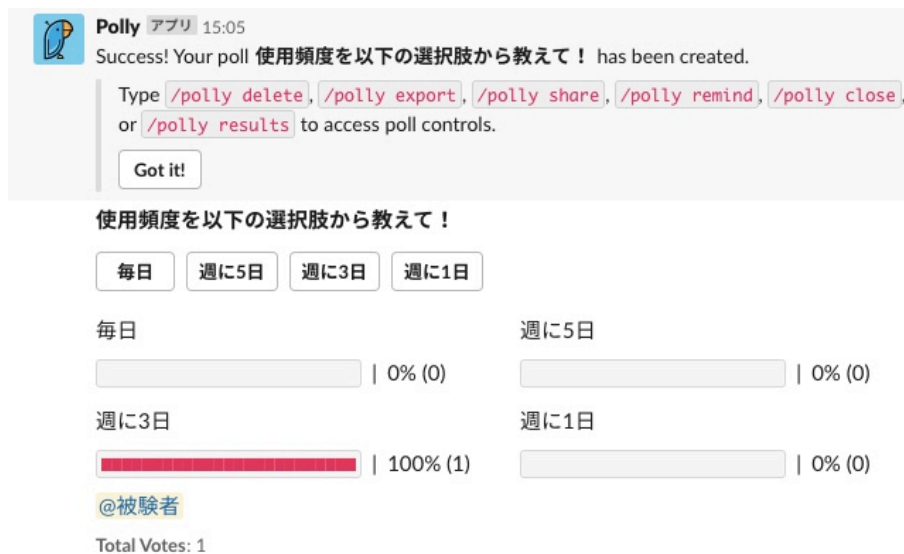 Polly アプリ 15:05
Success! Your poll 使用頻度を以下の選択肢から教えて！ has been created.
Type /polly delete, /polly export, /polly share, /polly remind, /polly close,
or /polly results to access poll controls.
Got it!
使用頻度を以下の選択肢から教えて！
毎日 週に5日 週に3日 週に1日
毎日 週に5日
| 0% (0) | 0% (0)
週に3日 週に1日
| 100% (1) | 0% (0)
@被験者
Total Votes: 1